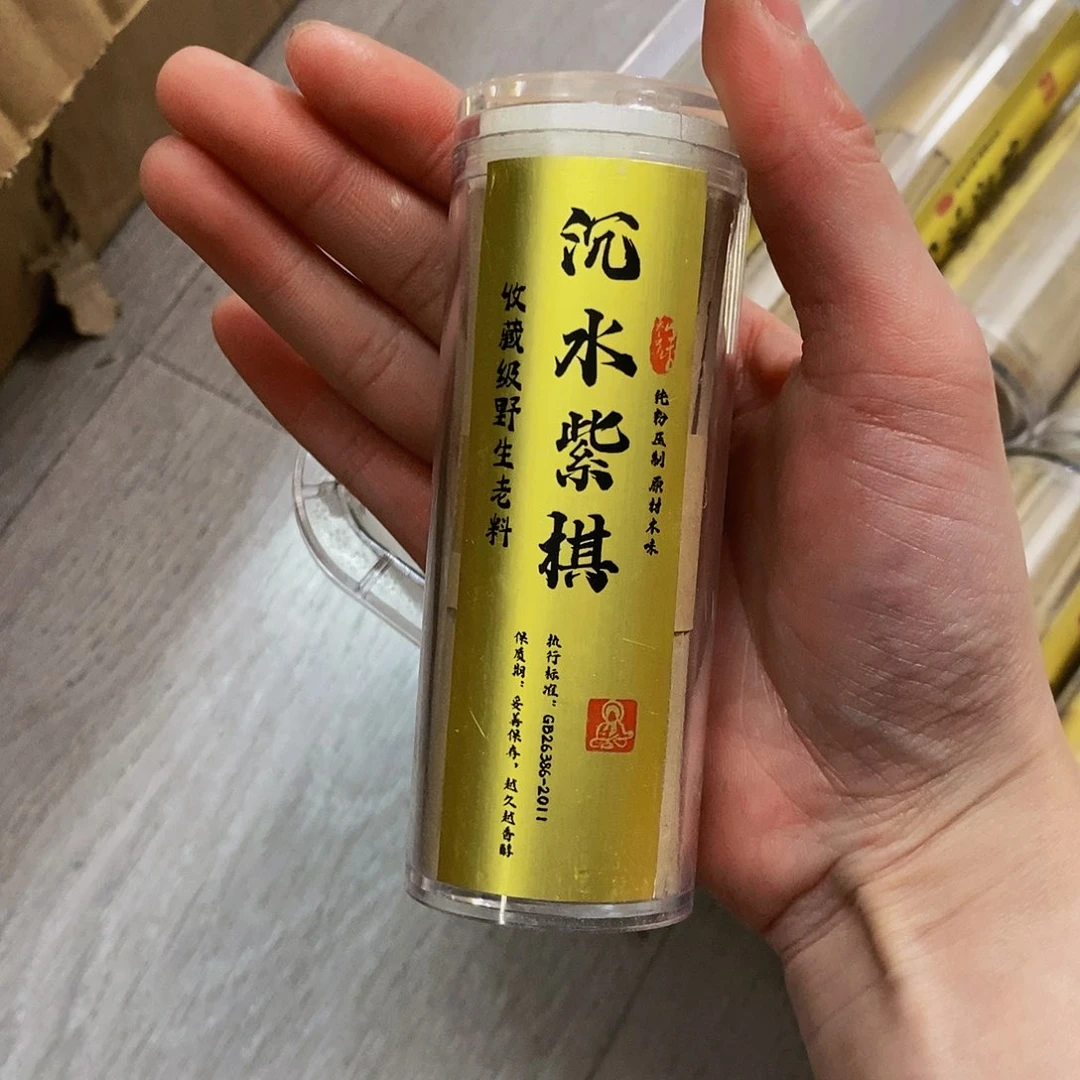 沉水紫棋
收藏级野生老料
纯粉压制 原材木味
执行标准：GB26386-2011
保质期：妥善保存，越久越香醇